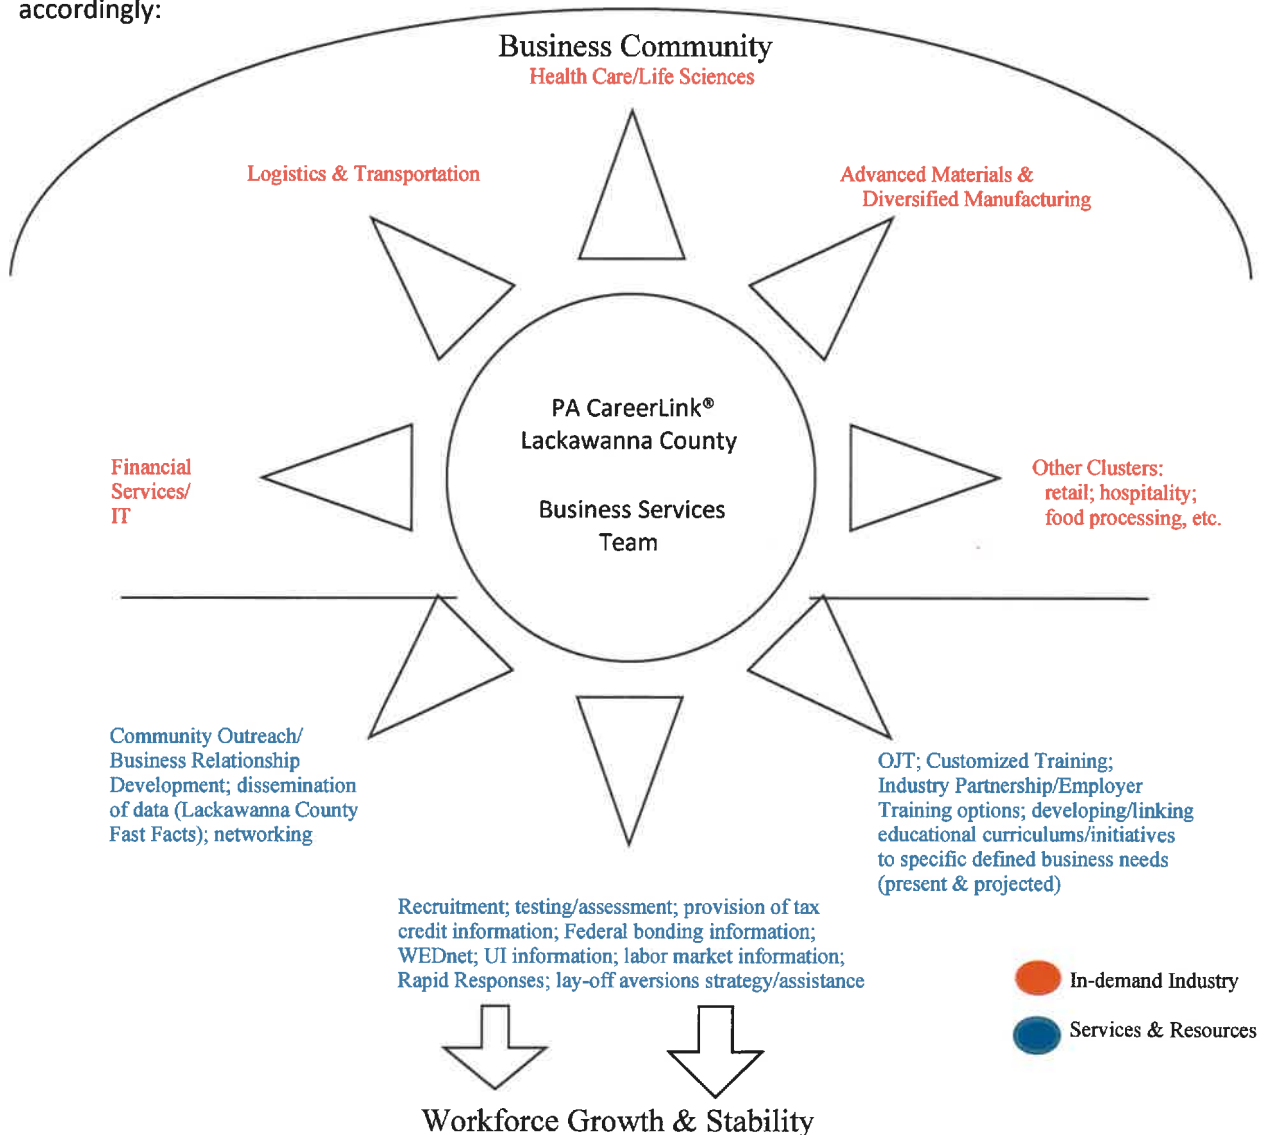 accordingly:
Business Community
Health Care/Life Sciences
Logistics & Transportation
Advanced Materials &
Diversified Manufacturing
PA CareerLink®
Lackawanna County
Business Services
Team
Financial
Services/
IT
Other Clusters:
retail; hospitality;
food processing, etc.
Community Outreach/
Business Relationship
Development; dissemination
of data (Lackawanna County
Fast Facts); networking
OJT; Customized Training;
Industry Partnership/Employer
Training options; developing/linking
educational curriculums/initiatives
to specific defined business needs
(present & projected)
Recruitment; testing/assessment; provision of tax
credit information; Federal bonding information;
WEDnet; UI information; labor market information;
Rapid Responses; lay-off aversions strategy/assistance
In-demand Industry
Services & Resources
Workforce Growth & Stability